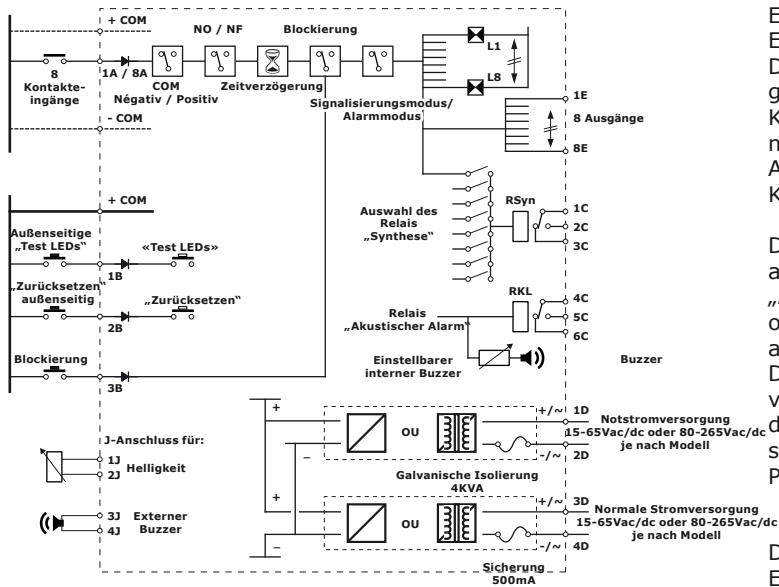 + COM
NO / NF
Blockierung
L1
L8
8
Kontakte-
eingänge
1A / 8A
COM
Négativ / Positiv
Zeitverzögerung
Signalisierungsmodus/
Alarmmodus
1E
8 Ausgänge
8E
- COM
+ COM
Außenseitige
„Test LEDs“
«Test LEDs»
1B
„Zurücksetzen“
außenseitig
„Zurücksetzen“
2B
Blockierung
3B
Auswahl des
Relais
„Synthese“
RSyn
1C
2C
3C
Relais
„Akustischer Alarm“
RKL
4C
5C
6C
Einstellbarer
interner Buzzer
Buzzer
J-Anschluss für:
1J
2J
Helligkeit
3J
4J
Externer
Buzzer
+
–
OU
+/~ 1D
Notstromversorgung
15-65Vac/dc oder 80-265Vac/dc
je nach Modell
-/~ 2D
Galvanische Isolierung
4KVA
+
–
OU
+/~ 3D
Normale Stromversorgung
15-65Vac/dc oder 80-265Vac/dc
je nach Modell
-/~ 4D
Sicherung
500mA
E
E
D
g
K
n
A
K
D
a
„
o
a
D
v
d
s
P
D
E